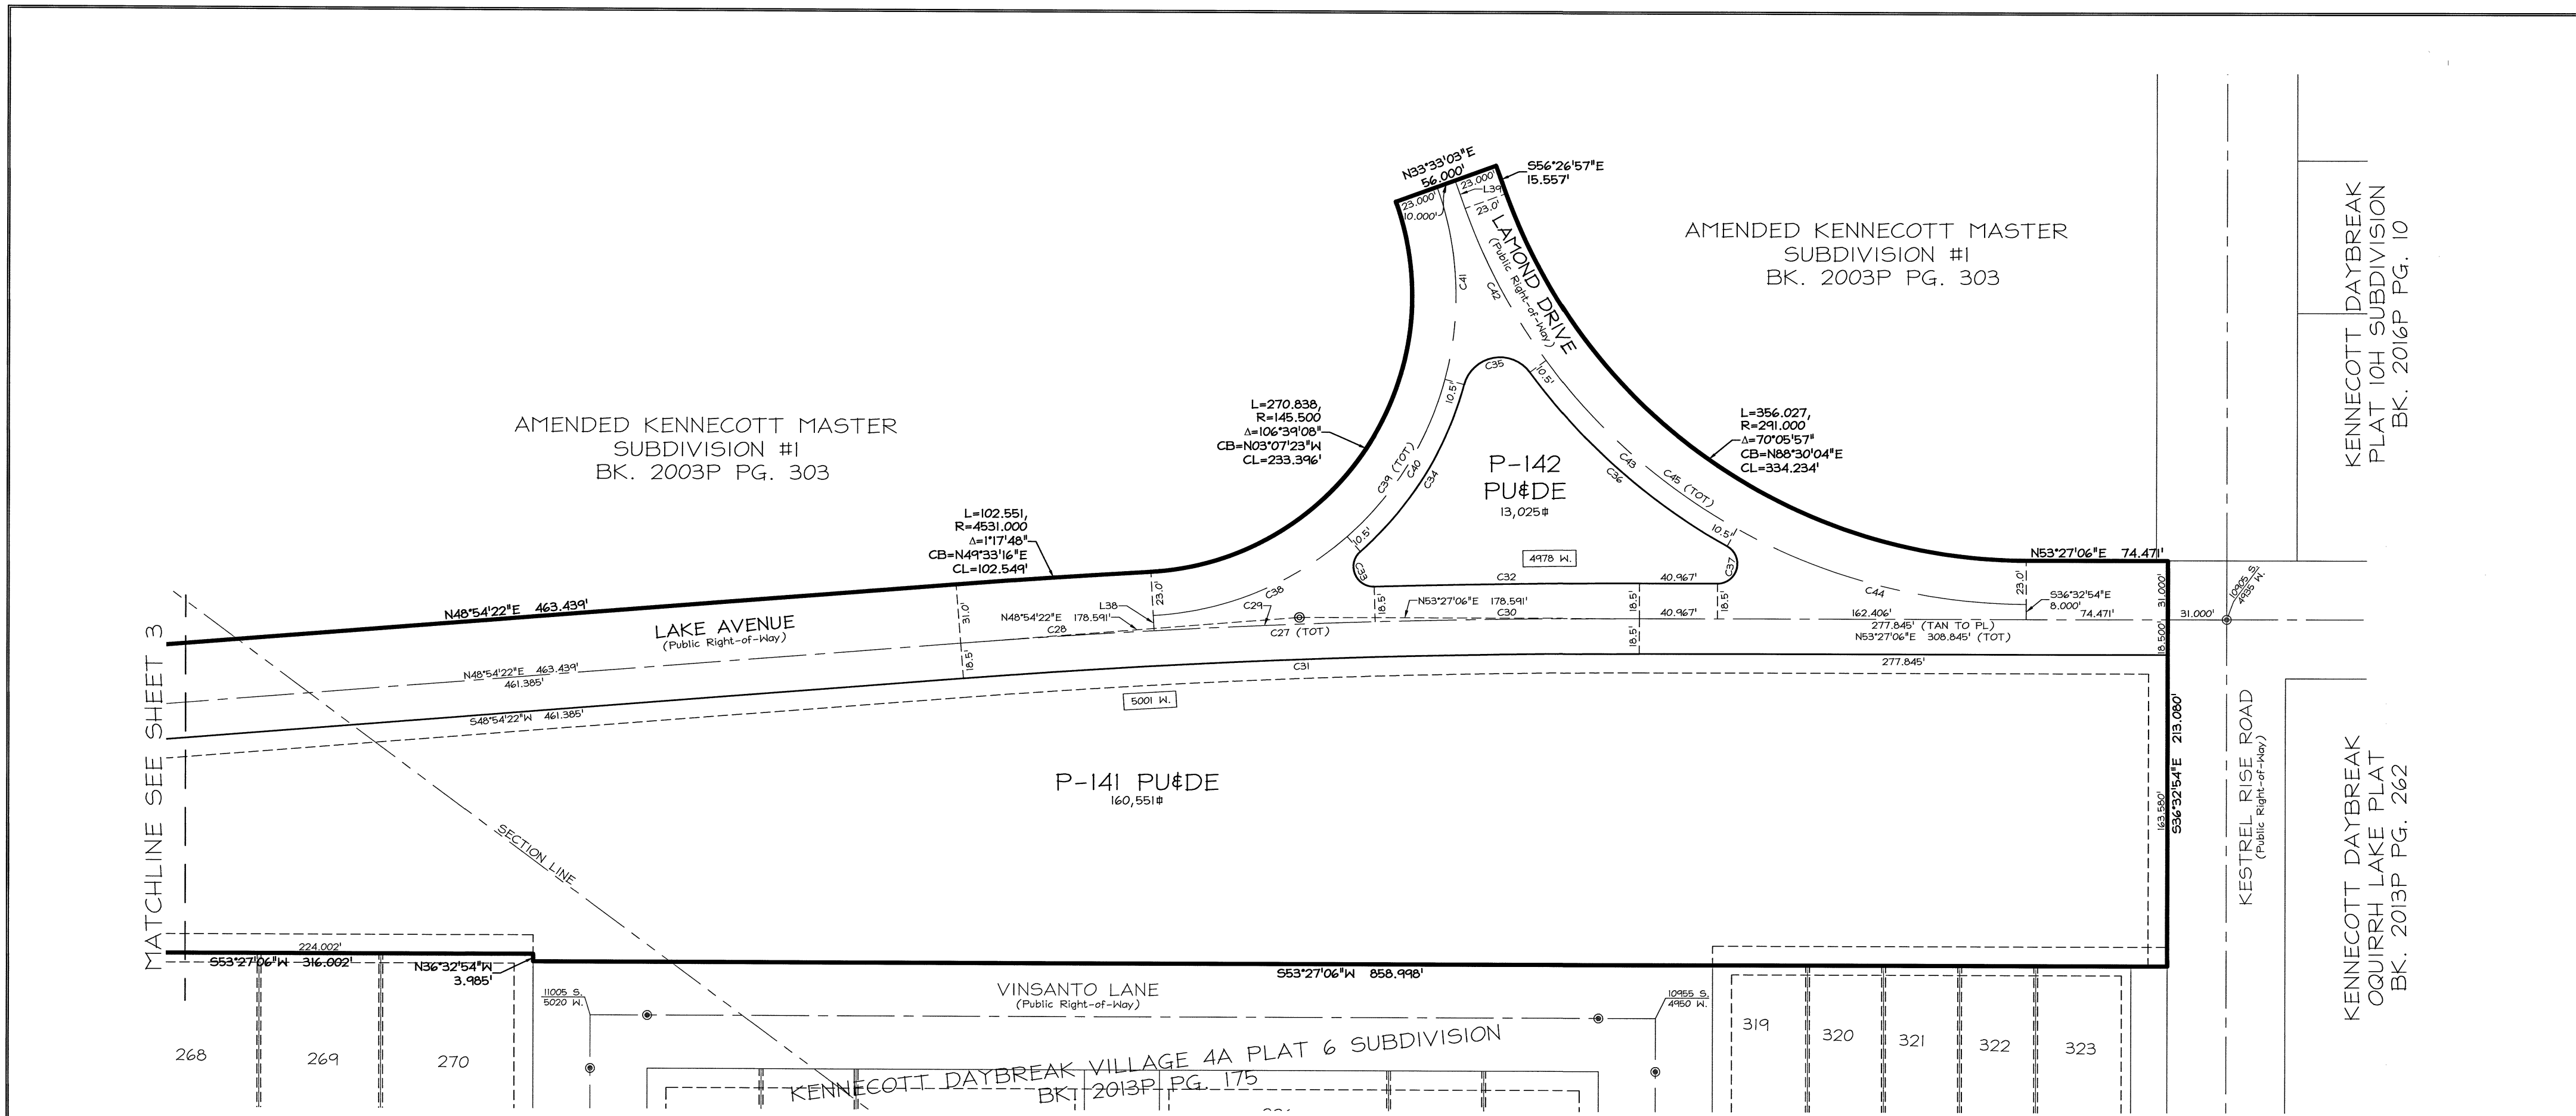 N33°33'03"E
56.000'
S56°26'57"E
15.557'
23.000'
23.000'
10.000'
L39
23.0'
LAMOND DRIVE
(Public Right-of-Way)
C41
C42
AMENDED KENNECOTT MASTER
SUBDIVISION #1
BK. 2003P PG. 303
KENNECOTT DAYBREAK
PLAT 10H SUBDIVISION
BK. 2016P PG. 10
AMENDED KENNECOTT MASTER
SUBDIVISION #1
BK. 2003P PG. 303
L=270.838,
R=145.500
Δ=106°39'08"
CB=N03°07'23"W
CL=233.396'
C35
10.5'
10.5'
L=356.027,
R=291.000
Δ=70°05'57"
CB=N88°30'04"E
CL=334.234'
C39 (TOT)
C40
C34
P-142
PU&DE
13,025#
C36
C43
C45 (TOT)
L=102.551,
R=4531.000
Δ=1°17'48"
CB=N49°33'16"E
CL=102.549'
10.5'
10.5'
C33
C37
4978 W.
C32
40.967'
N53°27'06"E 74.471'
10905 S.
4935 W.
N48°54'22"E 463.439'
LAKE AVENUE
(Public Right-of-Way)
31.0'
23.0'
L38
C38
C29
N48°54'22"E 178.591'
C28
C27 (TOT)
18.5'
N53°27'06"E 178.591'
C30
18.5'
40.967'
18.5'
C44
23.0'
S36°32'54"E
8.000'
162.406'
74.471'
277.845' (TAN TO PL)
N53°27'06"E 308.845' (TOT)
31.000'
31.000'
18.500'
MATCHLINE SEE SHEET 3
N48°54'22"E 463.439'
461.385'
18.5'
18.5'
C31
277.845'
S48°54'22"W 461.385'
5001 W.
P-141 PU&DE
160,551#
SECTION LINE
163.580'
S36°32'54"E 213.080'
KESTREL RISE ROAD
(Public Right-of-Way)
KENNECOTT DAYBREAK
OQUIRRH LAKE PLAT
BK. 2013P PG. 262
224.002'
S53°27'06"W 316.002'
N36°32'54"W
3.985'
S53°27'06"W 858.998'
11005 S.
5020 W.
VINSANTO LANE
(Public Right-of-Way)
10955 S.
4950 W.
268
269
270
KENNECOTT DAYBREAK VILLAGE 4A PLAT 6 SUBDIVISION
BK. 2013P PG. 175
319
320
321
322
323